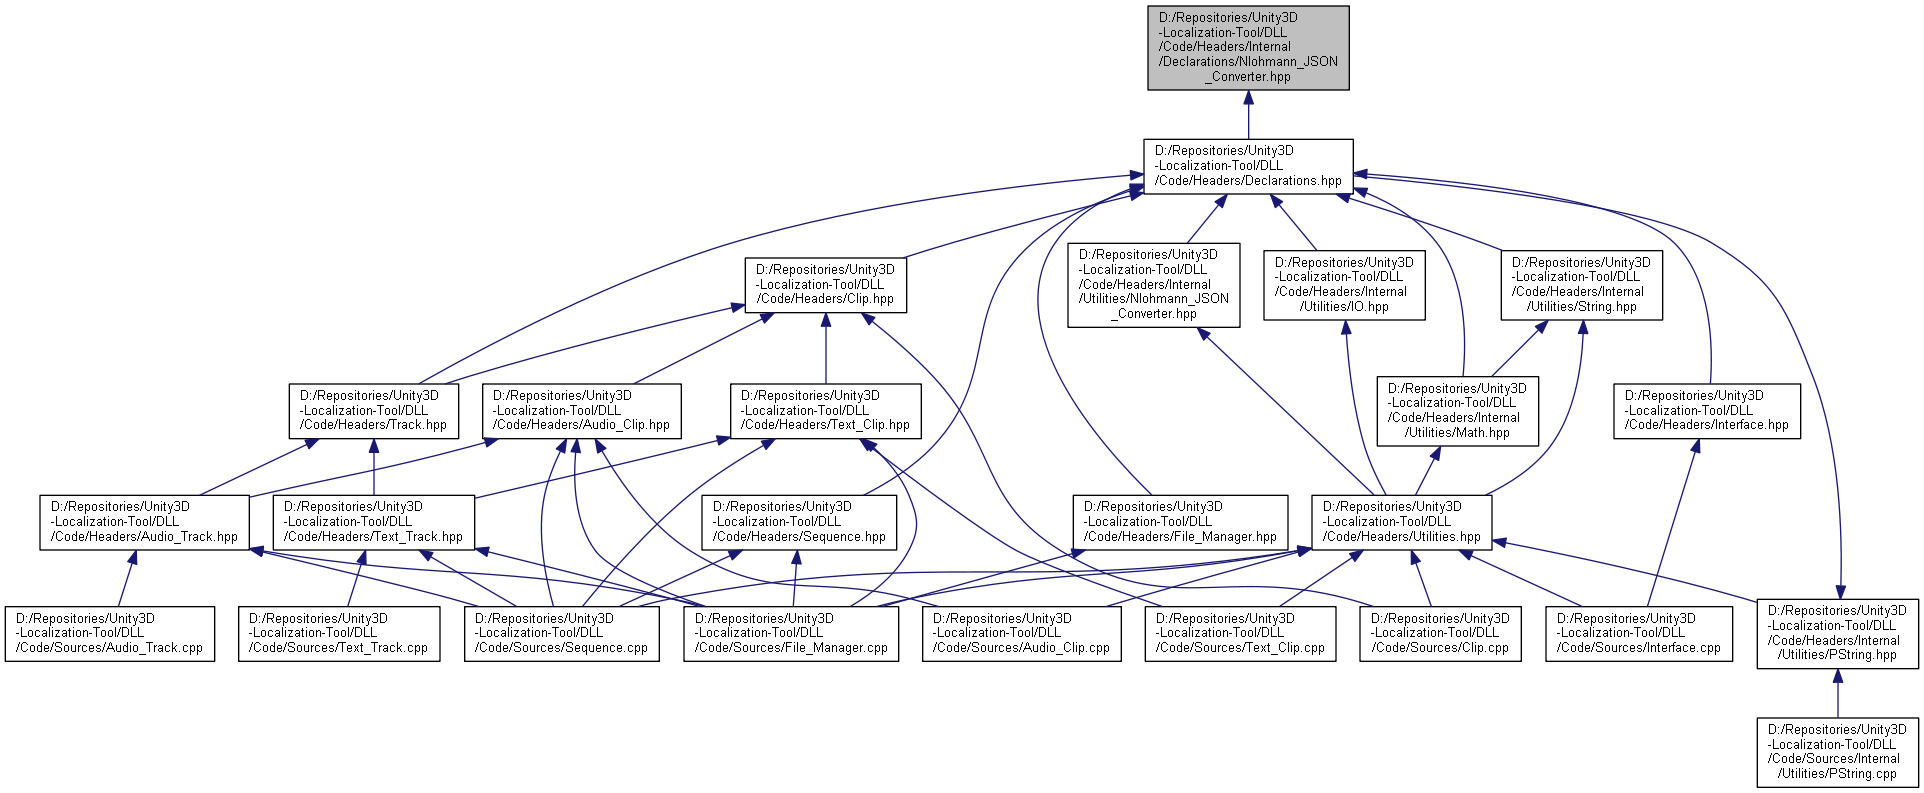 D:/Repositories/Unity3D
-Localization-Tool/DLL
/Code/Headers/Internal
/Declarations/Nlohmann_JSON
_Converter.hpp
D:/Repositories/Unity3D
-Localization-Tool/DLL
/Code/Headers/Declarations.hpp
D:/Repositories/Unity3D
-Localization-Tool/DLL
/Code/Headers/Clip.hpp
D:/Repositories/Unity3D
-Localization-Tool/DLL
/Code/Headers/Internal
/Utilities/Nlohmann_JSON
_Converter.hpp
D:/Repositories/Unity3D
-Localization-Tool/DLL
/Code/Headers/Internal
/Utilities/IO.hpp
D:/Repositories/Unity3D
-Localization-Tool/DLL
/Code/Headers/Internal
/Utilities/String.hpp
D:/Repositories/Unity3D
-Localization-Tool/DLL
/Code/Headers/Track.hpp
D:/Repositories/Unity3D
-Localization-Tool/DLL
/Code/Headers/Audio_Clip.hpp
D:/Repositories/Unity3D
-Localization-Tool/DLL
/Code/Headers/Text_Clip.hpp
D:/Repositories/Unity3D
-Localization-Tool/DLL
/Code/Headers/Internal
/Utilities/Math.hpp
D:/Repositories/Unity3D
-Localization-Tool/DLL
/Code/Headers/Interface.hpp
D:/Repositories/Unity3D
-Localization-Tool/DLL
/Code/Headers/Audio_Track.hpp
D:/Repositories/Unity3D
-Localization-Tool/DLL
/Code/Headers/Text_Track.hpp
D:/Repositories/Unity3D
-Localization-Tool/DLL
/Code/Headers/Sequence.hpp
D:/Repositories/Unity3D
-Localization-Tool/DLL
/Code/Headers/File_Manager.hpp
D:/Repositories/Unity3D
-Localization-Tool/DLL
/Code/Headers/Utilities.hpp
D:/Repositories/Unity3D
-Localization-Tool/DLL
/Code/Sources/Audio_Track.cpp
D:/Repositories/Unity3D
-Localization-Tool/DLL
/Code/Sources/Text_Track.cpp
D:/Repositories/Unity3D
-Localization-Tool/DLL
/Code/Sources/Sequence.cpp
D:/Repositories/Unity3D
-Localization-Tool/DLL
/Code/Sources/File_Manager.cpp
D:/Repositories/Unity3D
-Localization-Tool/DLL
/Code/Sources/Audio_Clip.cpp
D:/Repositories/Unity3D
-Localization-Tool/DLL
/Code/Sources/Text_Clip.cpp
D:/Repositories/Unity3D
-Localization-Tool/DLL
/Code/Sources/Clip.cpp
D:/Repositories/Unity3D
-Localization-Tool/DLL
/Code/Sources/Interface.cpp
D:/Repositories/Unity3D
-Localization-Tool/DLL
/Code/Headers/Internal
/Utilities/PString.hpp
D:/Repositories/Unity3D
-Localization-Tool/DLL
/Code/Sources/Internal
/Utilities/PString.cpp